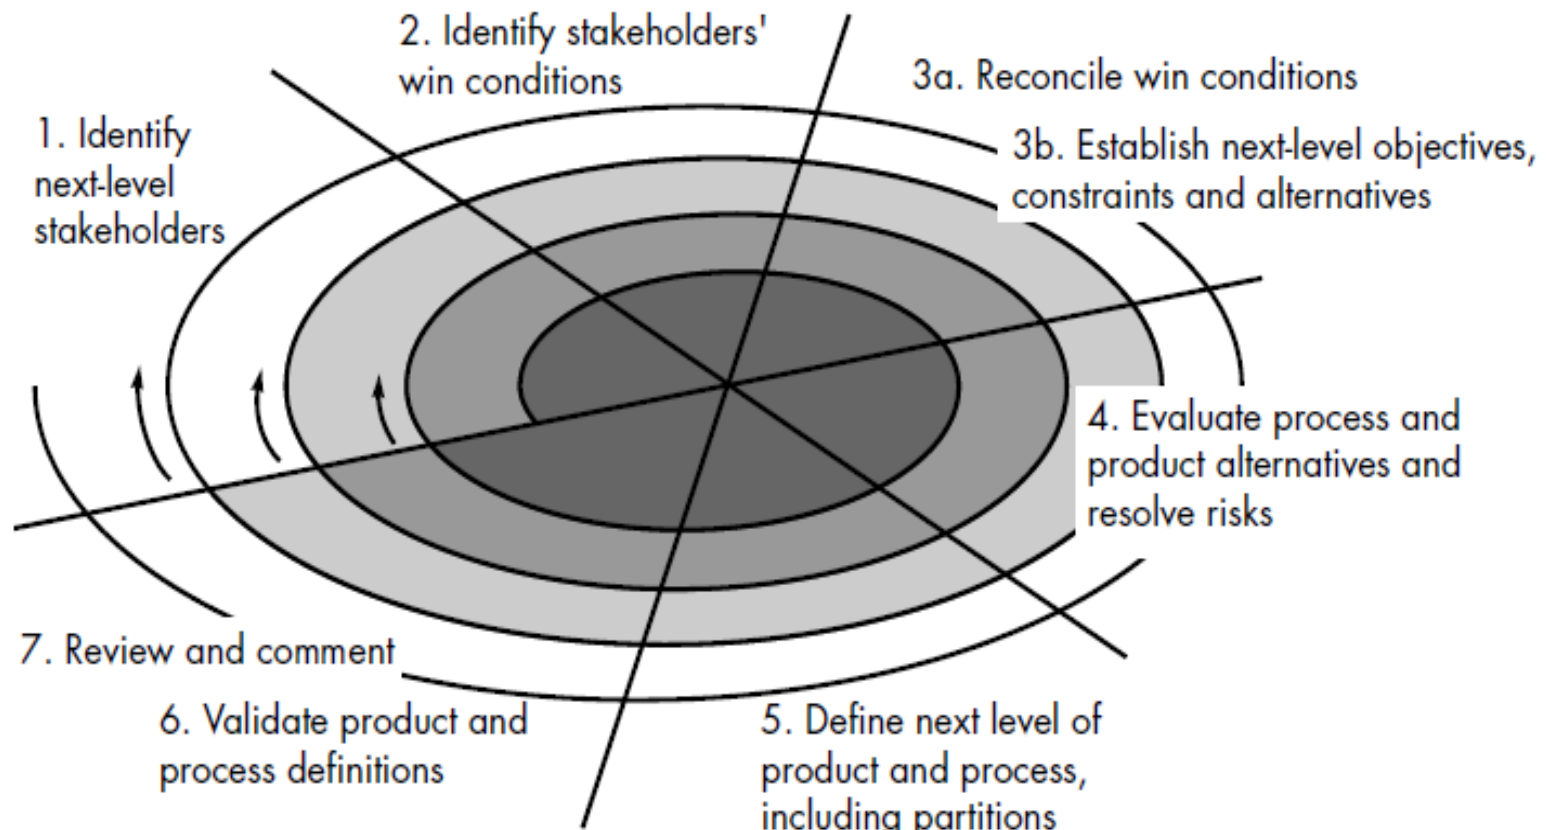 2. Identify stakeholders'
win conditions
3a. Reconcile win conditions
1. Identify
next-level
stakeholders
3b. Establish next-level objectives,
constraints and alternatives
4. Evaluate process and
product alternatives and
resolve risks
7. Review and comment
6. Validate product and
process definitions
5. Define next level of
product and process,
including partitions